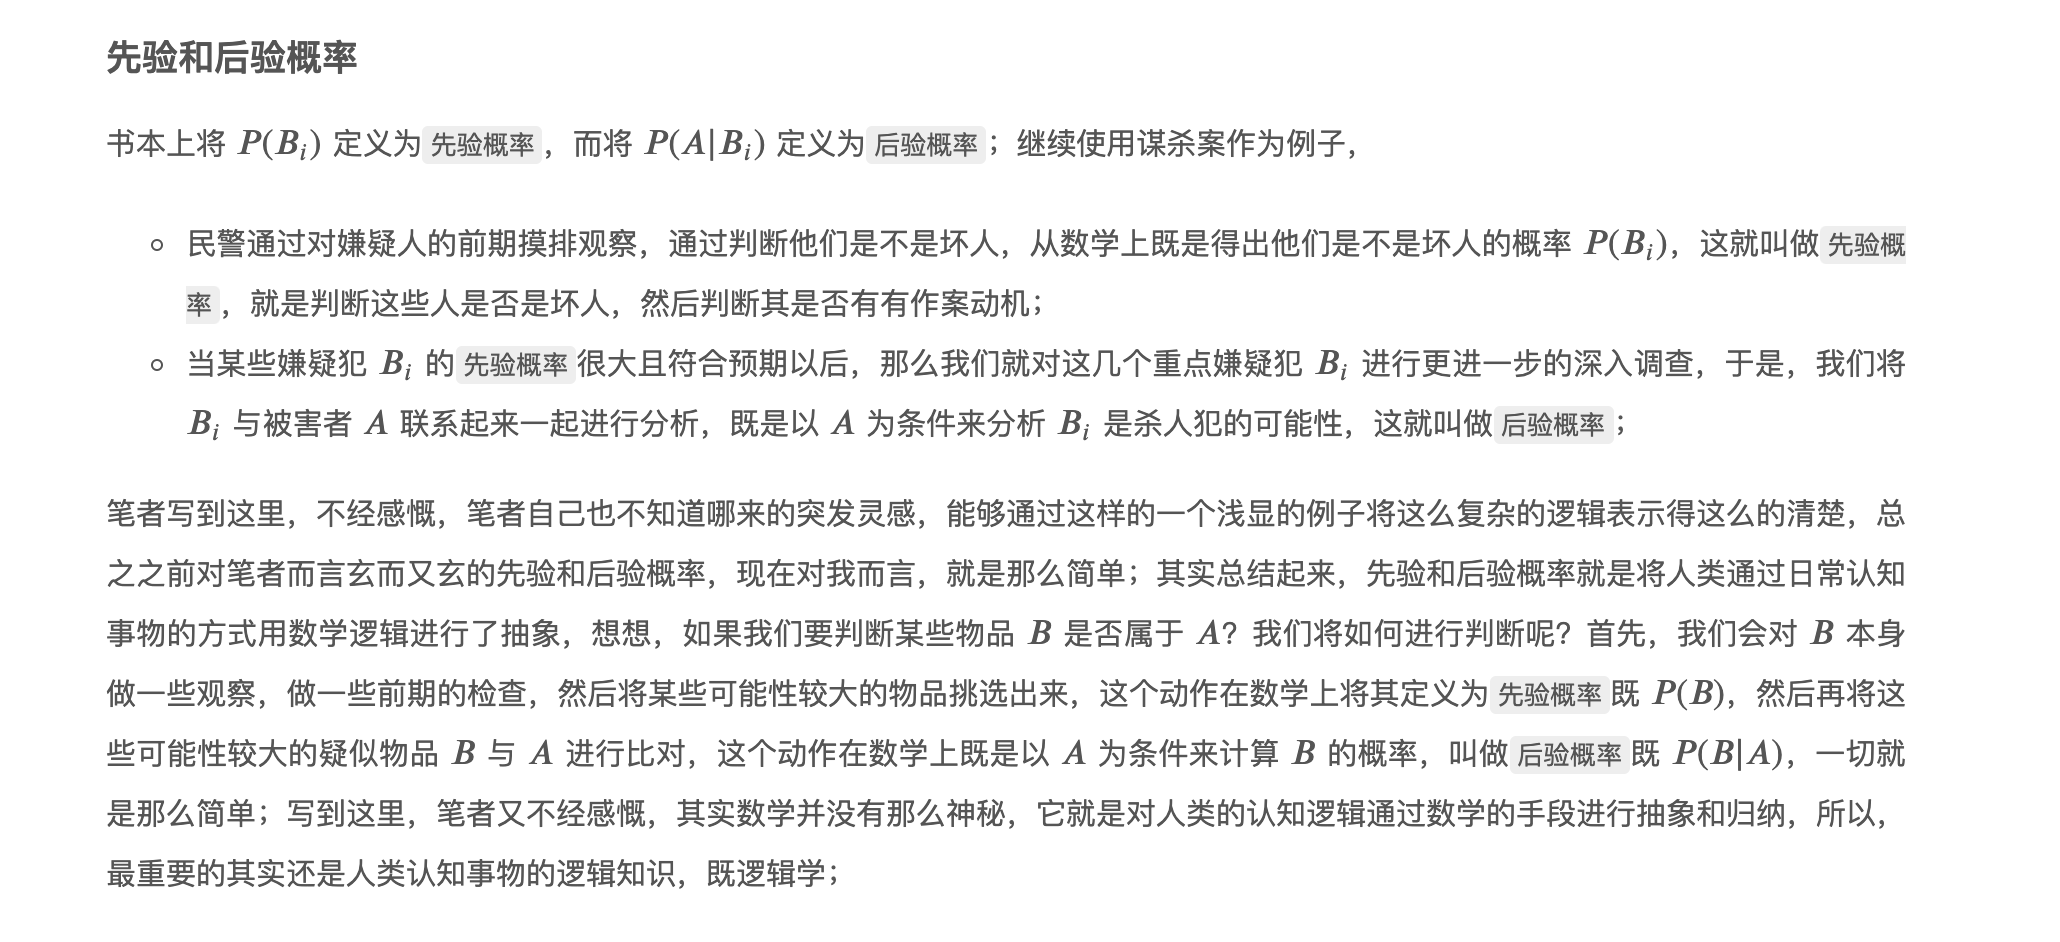 先验和后验概率
书本上将 P(Bi) 定义为先验概率，而将 P(A|Bi) 定义为后验概率；继续使用谋杀案作为例子，
民警通过对嫌疑人的前期摸排观察，通过判断他们是不是坏人，从数学上既是得出他们是不是坏人的概率 P(Bi)，这就叫做先验概
率，就是判断这些人是否是坏人，然后判断其是否有有作案动机；
当某些嫌疑犯 Bi 的先验概率很大且符合预期以后，那么我们就对这几个重点嫌疑犯 Bi 进行更进一步的深入调查，于是，我们将
Bi 与被害者 A 联系起来一起进行分析，既是以 A 为条件来分析 Bi 是杀人犯的可能性，这就叫做后验概率；
笔者写到这里，不经感慨，笔者自己也不知道哪来的突发灵感，能够通过这样的一个浅显的例子将这么复杂的逻辑表示得这么的清楚，总
之之前对笔者而言玄而又玄的先验和后验概率，现在对我而言，就是那么简单；其实总结起来，先验和后验概率就是将人类通过日常认知
事物的方式用数学逻辑进行了抽象，想想，如果我们要判断某些物品 B 是否属于 A？我们将如何进行判断呢？首先，我们会对 B 本身
做一些观察，做一些前期的检查，然后将某些可能性较大的物品挑选出来，这个动作在数学上将其定义为先验概率既 P(B)，然后再将这
些可能性较大的疑似物品 B 与 A 进行比对，这个动作在数学上既是以 A 为条件来计算 B 的概率，叫做后验概率既 P(B|A)，一切就
是那么简单；写到这里，笔者又不经感慨，其实数学并没有那么神秘，它就是对人类的认知逻辑通过数学的手段进行抽象和归纳，所以，
最重要的其实还是人类认知事物的逻辑知识，既逻辑学；